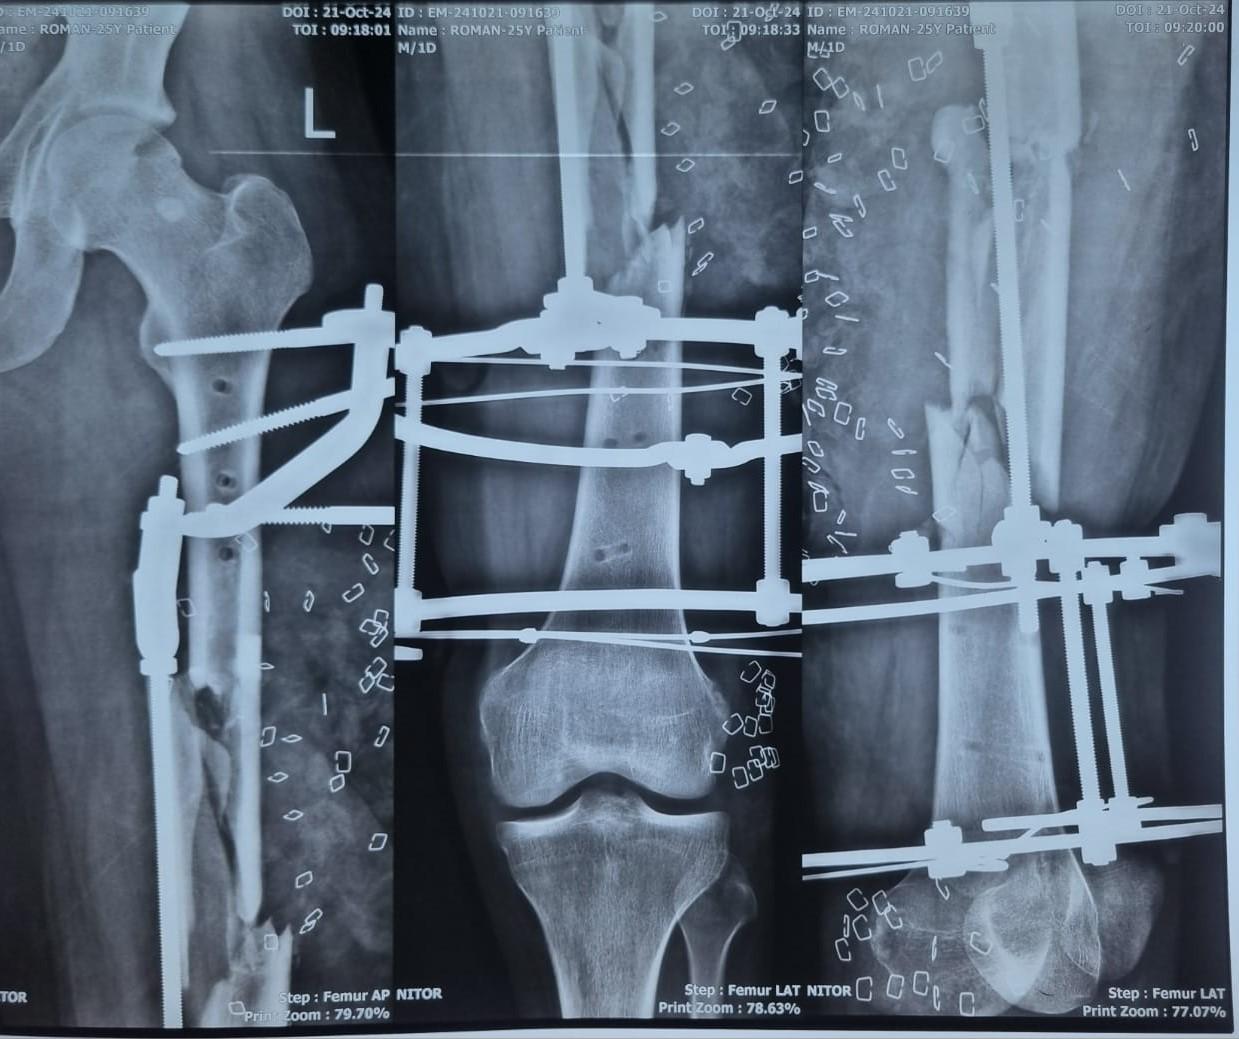 ID : EM-241021-091639
DOI : 21-Oct-24
Name : ROMAN-25Y Patient
TOI : 09:18:01
M/1D
L
NITOR
Step : Femur AP
Print Zoom : 79.70%
ID : EM-241021-091639
DOI : 21-Oct-24
Name : ROMAN-25Y Patient
TOI : 09:18:33
M/1D
NITOR
Step : Femur LAT
Print Zoom : 78.63%
ID : EM-241021-091639
DOI : 21-Oct-24
Name : ROMAN-25Y Patient
TOI : 09:20:00
M/1D
NITOR
Step : Femur LAT
Print Zoom : 77.07%